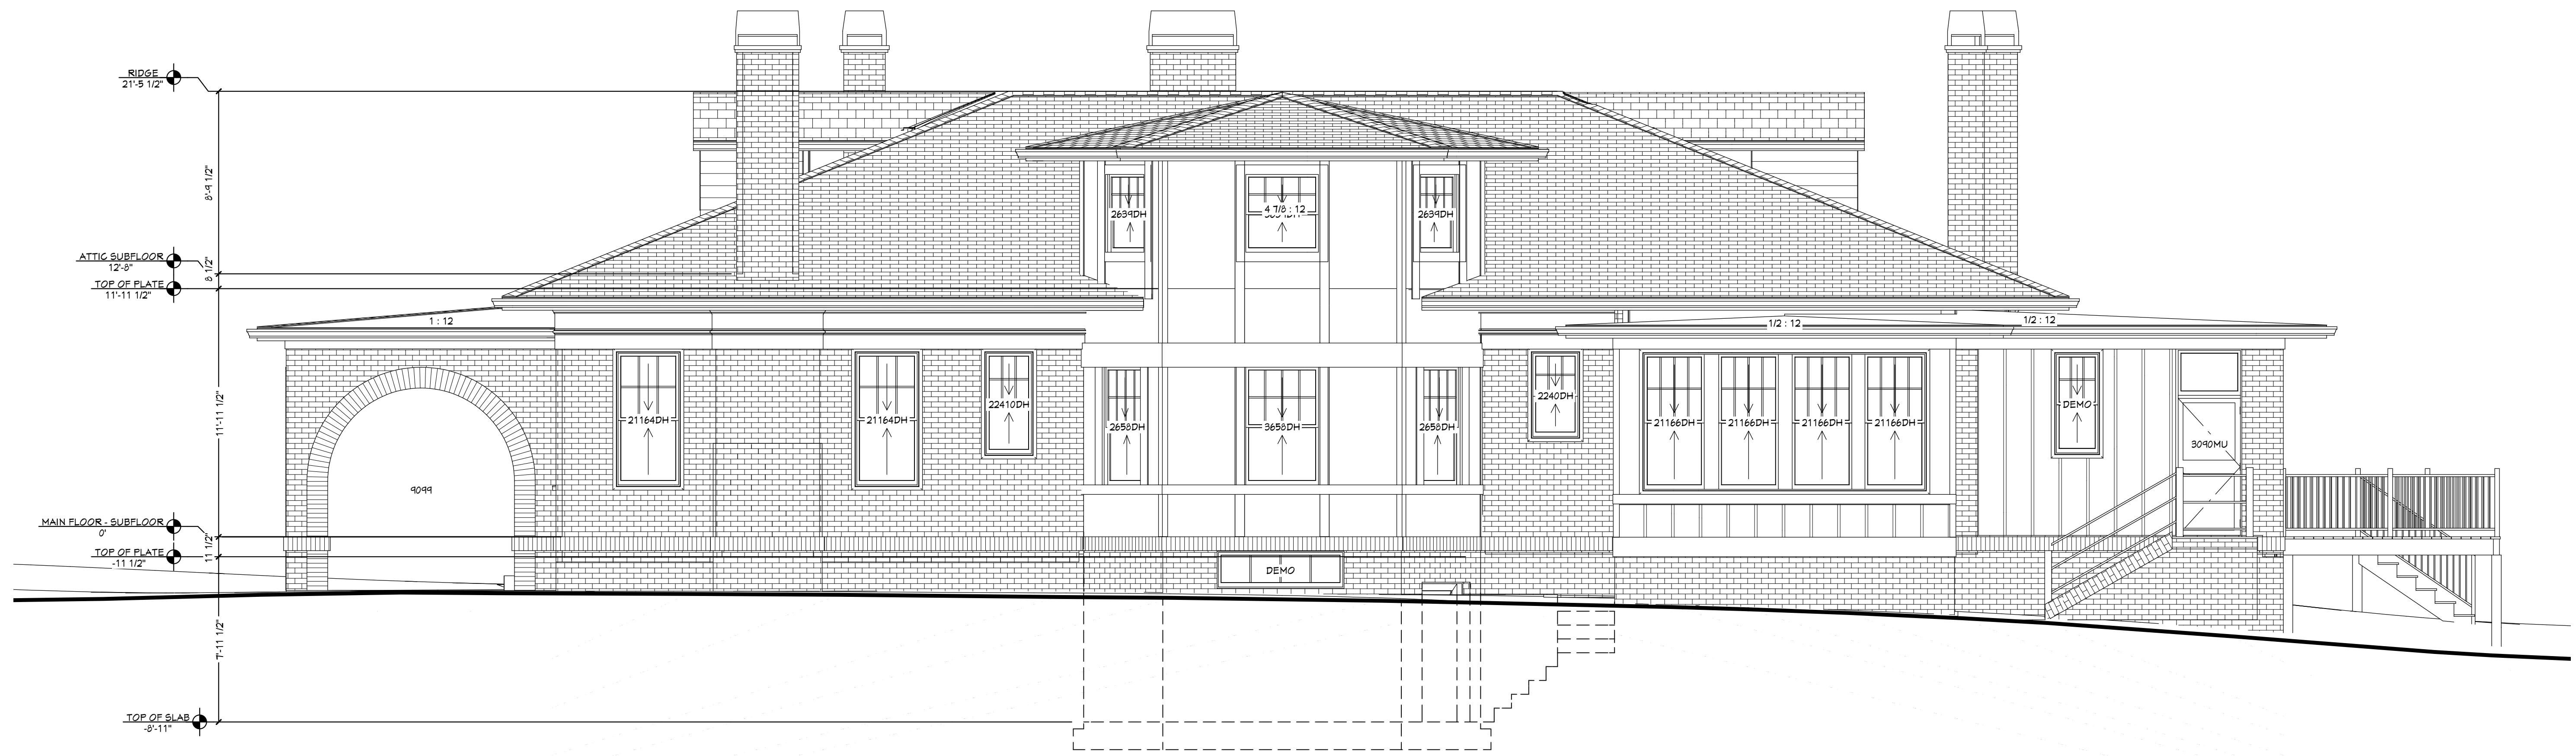 RIDGE
21'-5 1/2"
8'-9 1/2"
ATTIC SUBFLOOR
12'-8"
8 1/2"
TOP OF PLATE
11'-11 1/2"
11'-11 1/2"
MAIN FLOOR - SUBFLOOR
0'
11 1/2"
TOP OF PLATE
-11 1/2"
7'-11 1/2"
TOP OF SLAB
-8'-11"
2639DH
4 7/8 : 12
2639DH
1 : 12
1/2 : 12
1/2 : 12
21164DH
21164DH
22410DH
2658DH
3658DH
2658DH
2240DH
21166DH
21166DH
21166DH
21166DH
DEMO
3090MU
9099
DEMO